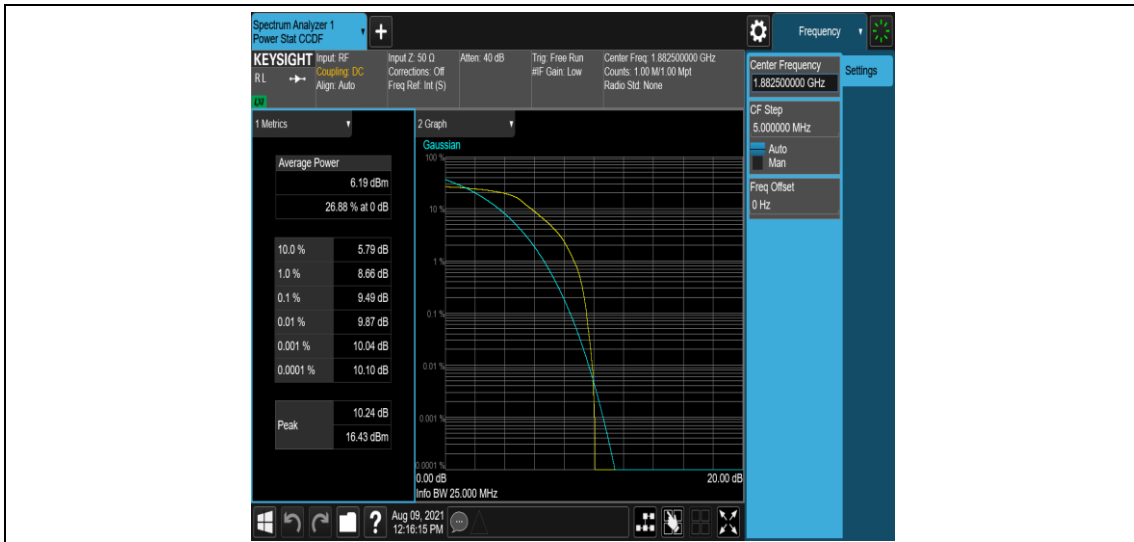 Spectrum Analyzer 1
Power Stat CCDF
Frequency
KEYSIGHT
RL
LM
Input: RF
Coupling: DC
Align: Auto
Input Z: 50 Ω
Corrections: Off
Freq Ref: Int (S)
Atten: 40 dB
Trig: Free Run
#IF Gain: Low
Center Freq: 1.882500000 GHz
Counts: 1.00 M/1.00 Mpt
Radio Std: None
Center Frequency
1.882500000 GHz
Settings
CF Step
5.000000 MHz
Auto
Man
Freq Offset
0 Hz
1 Metrics
Average Power
6.19 dBm
26.88 % at 0 dB
10.0 % 5.79 dB
1.0 % 8.66 dB
0.1 % 9.49 dB
0.01 % 9.87 dB
0.001 % 10.04 dB
0.0001 % 10.10 dB
Peak
10.24 dB
16.43 dBm
2 Graph
Gaussian
100 %
10 %
1 %
0.1 %
0.01 %
0.001 %
0.0001 %
0.00 dB 20.00 dB
Info BW 25.000 MHz
Aug 09, 2021
12:16:15 PM